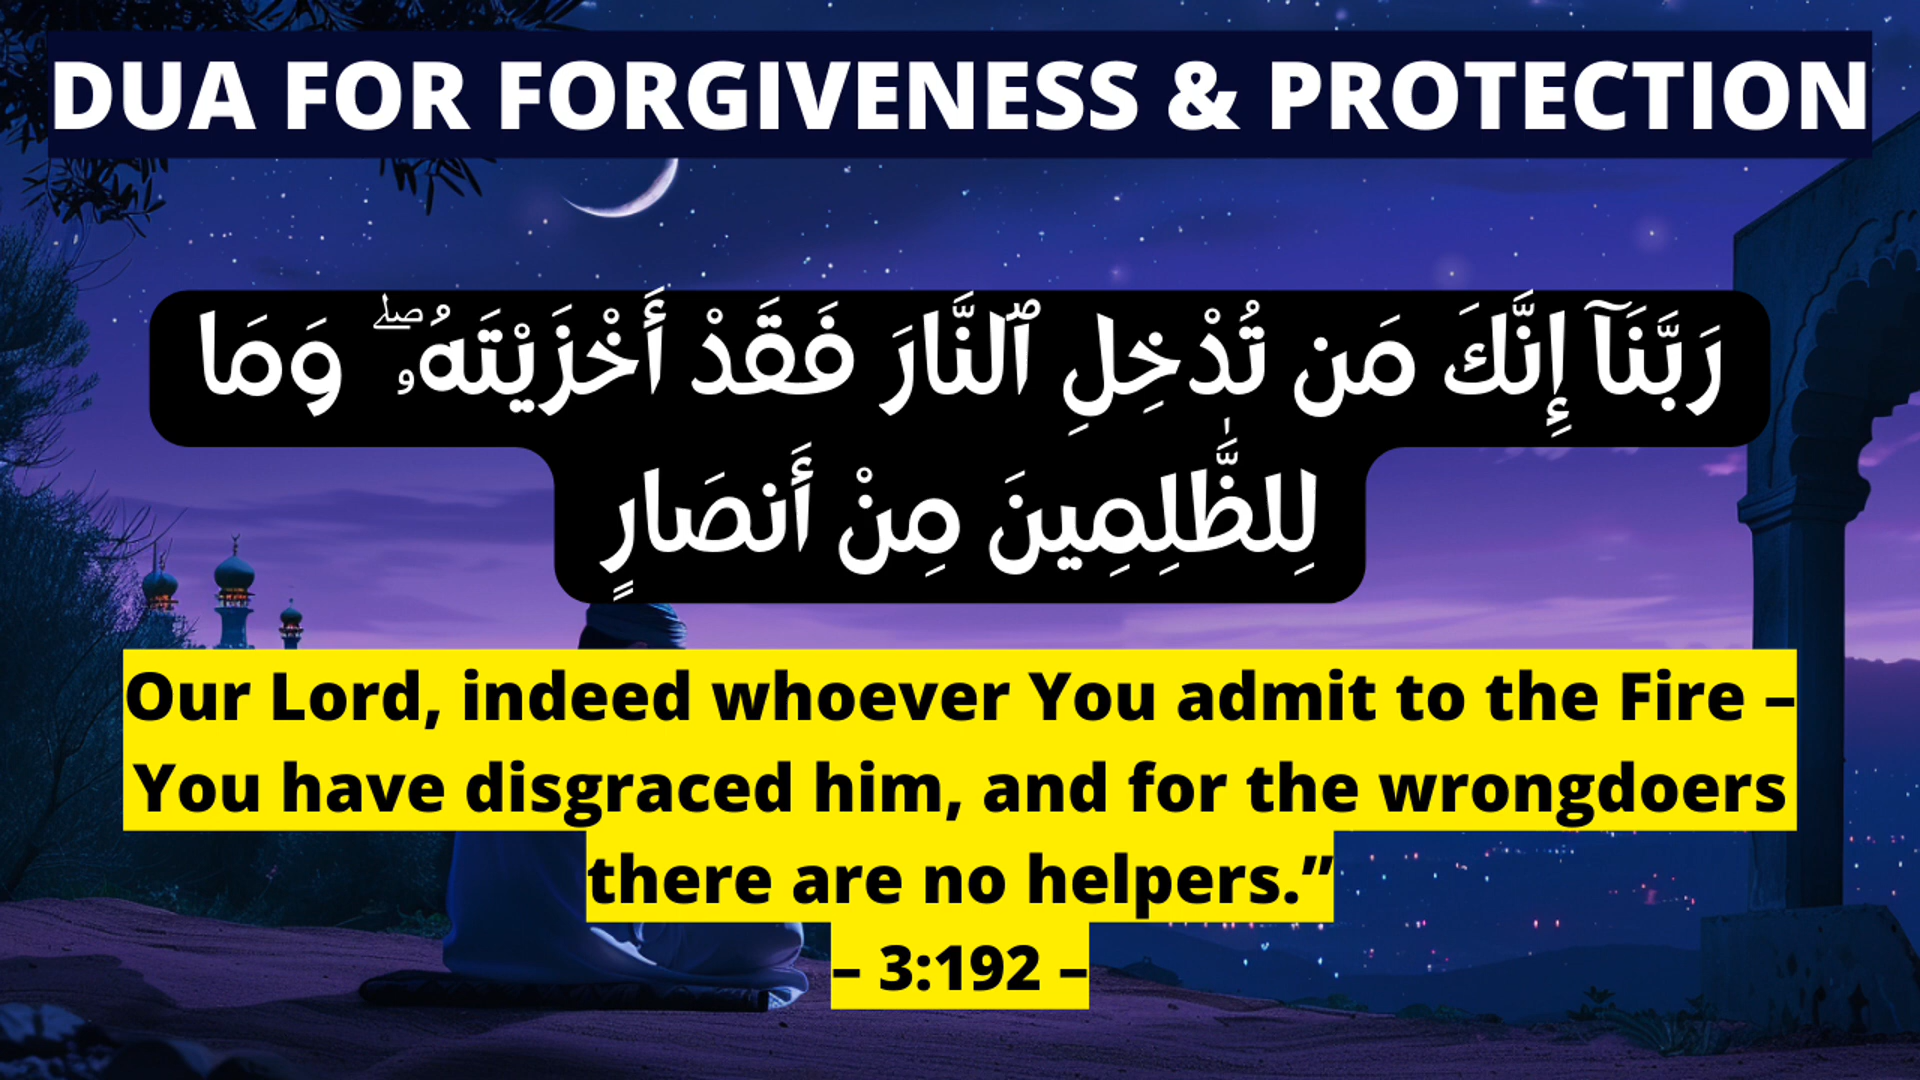 DUA FOR FORGIVENESS & PROTECTION
رَبَّنَآ إِنَّكَ مَن تُدْخِلِ ٱلنَّارَ فَقَدْ أَخْزَيْتَهُۥ ۖ وَمَا
لِلظَّٰلِمِينَ مِنْ أَنصَارٍ
Our Lord, indeed whoever You admit to the Fire –
You have disgraced him, and for the wrongdoers
there are no helpers.”
– 3:192 –